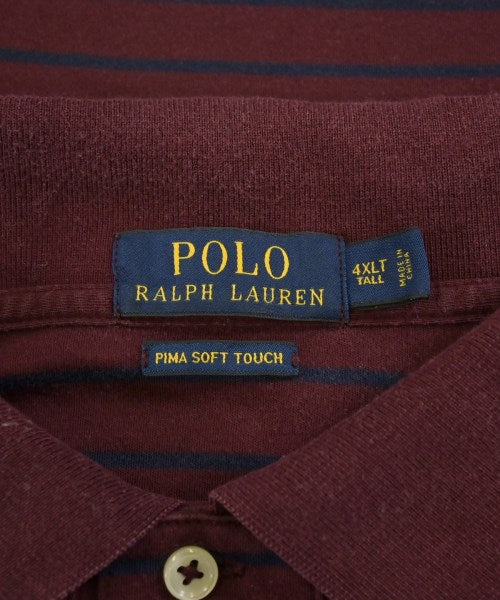 POLO
RALPH LAUREN
4XLT
TALL
MADE IN
CHINA
PIMA SOFT TOUCH